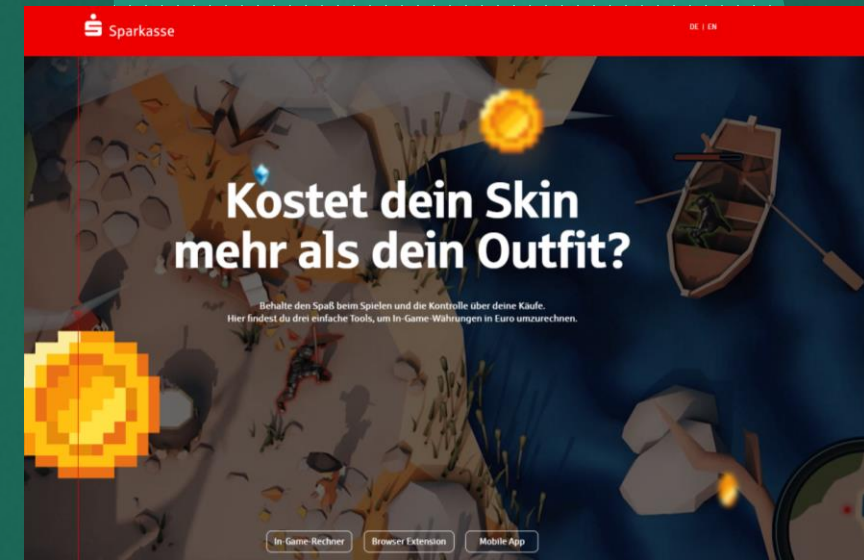 Sparkasse
DE | EN
Kostet dein Skin
mehr als dein Outfit?
Behalte den Spaß beim Spielen und die Kontrolle über deine Käufe.
Hier findest du drei einfache Tools, um In-Game-Währungen in Euro umzurechnen.
In-Game-Rechner
Browser Extension
Mobile App